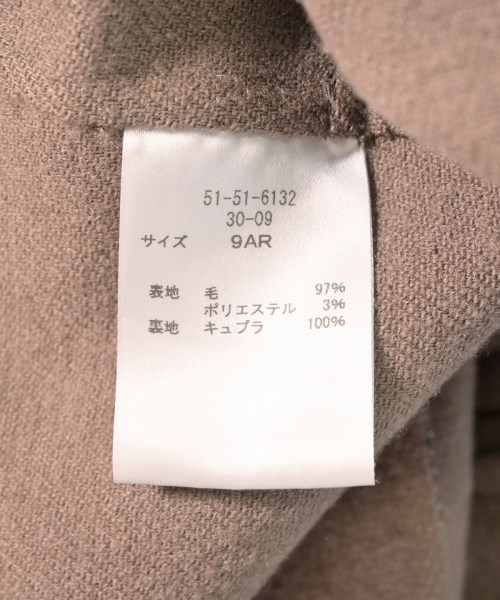 51-51-6132
30-09
サイズ 9AR
表地 毛 97%
ポリエステル 3%
裏地 キュプラ 100%